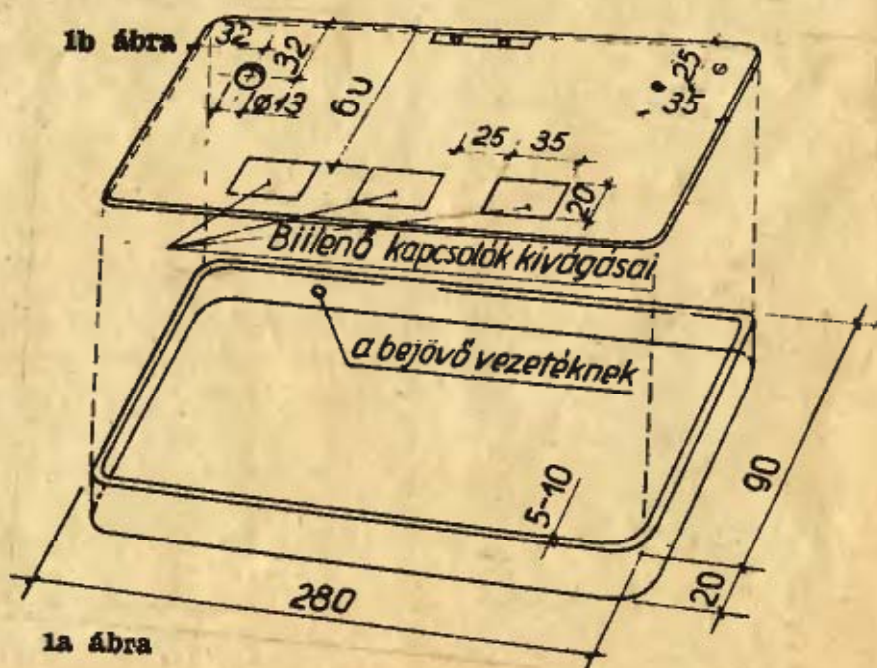 1b ábra
32
32
ø13
60
25
35
25
35
20
Billenő kapcsolók kivágásai
a bejövő vezetéknek
5-10
90
20
280
1a ábra